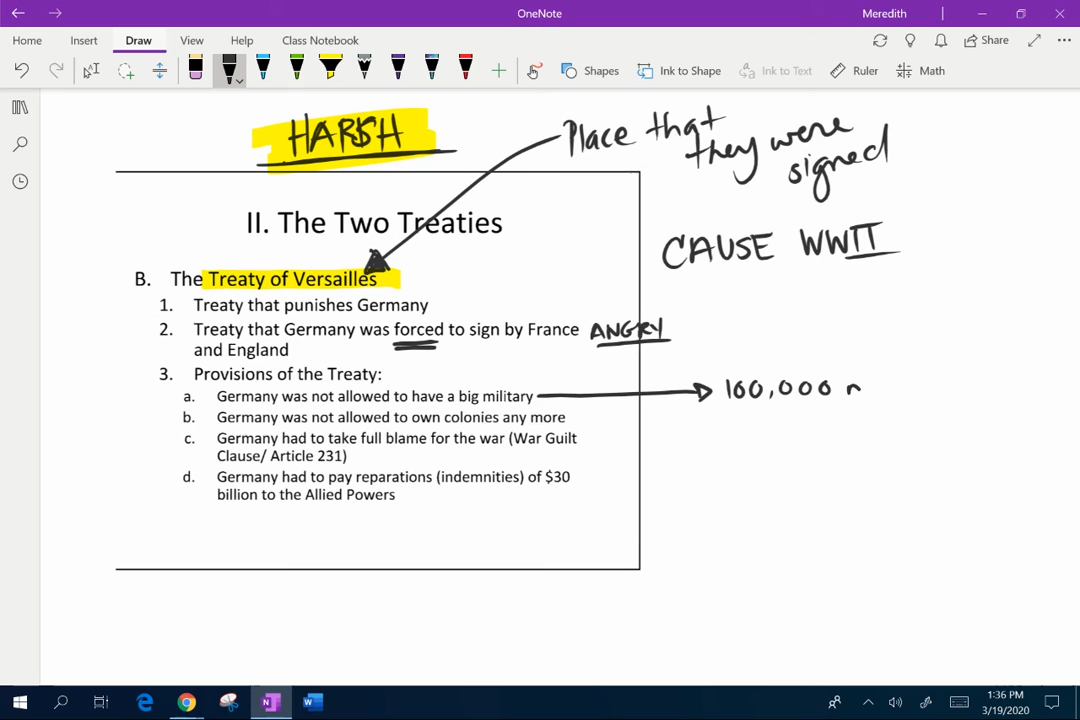 OneNote
Meredith
Home Insert Draw View Help Class Notebook
Share
Shapes Ink to Shape Ink to Text Ruler Math
HARSH
Place that
they were
signed
II. The Two Treaties
CAUSE WWII
B. The Treaty of Versailles
1. Treaty that punishes Germany
2. Treaty that Germany was forced to sign by France ANGRY
and England
3. Provisions of the Treaty:
a. Germany was not allowed to have a big military 100,000
b. Germany was not allowed to own colonies any more
c. Germany had to take full blame for the war (War Guilt
Clause/ Article 231)
d. Germany had to pay reparations (indemnities) of $30
billion to the Allied Powers
1:36 PM
3/19/2020